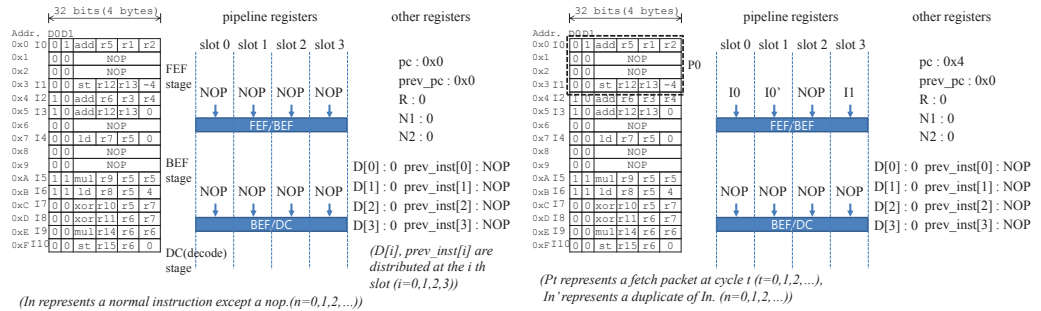 32 bits(4 bytes)
pipeline registers
other registers
Addr. D0D1
slot 0 slot 1 slot 2 slot 3
0x0 I0 0 1 add r5 r1 r2
0x1 0 0 NOP
0x2 0 0 NOP
0x3 I1 0 0 st r12 r13 -4
0x4 I2 1 0 add r6 r3 r4
0x5 I3 1 0 add r12 r13 0
0x6 0 0 NOP
0x7 I4 0 0 ld r7 r5 0
0x8 0 0 NOP
0x9 0 0 NOP
0xA I5 1 1 mul r9 r5 r5
0xB I6 1 1 ld r8 r5 4
0xC I7 0 0 xor r10 r5 r7
0xD I8 0 0 xor r11 r6 r7
0xE I9 0 0 mul r14 r6 r6
0xF I10 0 0 st r15 r6 0
FEF
stage
NOP NOP NOP NOP
FEF/BEF
BEF
stage
NOP NOP NOP NOP
BEF/DC
DC(decode)
stage
pc : 0x0
prev_pc : 0x0
R : 0
N1 : 0
N2 : 0
D[0] : 0 prev_inst[0] : NOP
D[1] : 0 prev_inst[1] : NOP
D[2] : 0 prev_inst[2] : NOP
D[3] : 0 prev_inst[3] : NOP
(D[i], prev_inst[i] are
distributed at the i th
slot (i=0,1,2,3))
(In represents a normal instruction except a nop.(n=0,1,2,…))
32 bits(4 bytes)
pipeline registers
other registers
Addr. D0D1
slot 0 slot 1 slot 2 slot 3
0x0 I0 0 1 add r5 r1 r2
0x1 0 0 NOP
0x2 0 0 NOP
0x3 I1 0 0 st r12 r13 -4
0x4 I2 1 0 add r6 r3 r4
0x5 I3 1 0 add r12 r13 0
0x6 0 0 NOP
0x7 I4 0 0 ld r7 r5 0
0x8 0 0 NOP
0x9 0 0 NOP
0xA I5 1 1 mul r9 r5 r5
0xB I6 1 1 ld r8 r5 4
0xC I7 0 0 xor r10 r5 r7
0xD I8 0 0 xor r11 r6 r7
0xE I9 0 0 mul r14 r6 r6
0xF I10 0 0 st r15 r6 0
P0
I0 I0' NOP I1
FEF/BEF
NOP NOP NOP NOP
BEF/DC
pc : 0x4
prev_pc : 0x0
R : 0
N1 : 0
N2 : 0
D[0] : 0 prev_inst[0] : NOP
D[1] : 0 prev_inst[1] : NOP
D[2] : 0 prev_inst[2] : NOP
D[3] : 0 prev_inst[3] : NOP
(Pt represents a fetch packet at cycle t (t=0,1,2,…),
In' represents a duplicate of In. (n=0,1,2,…))